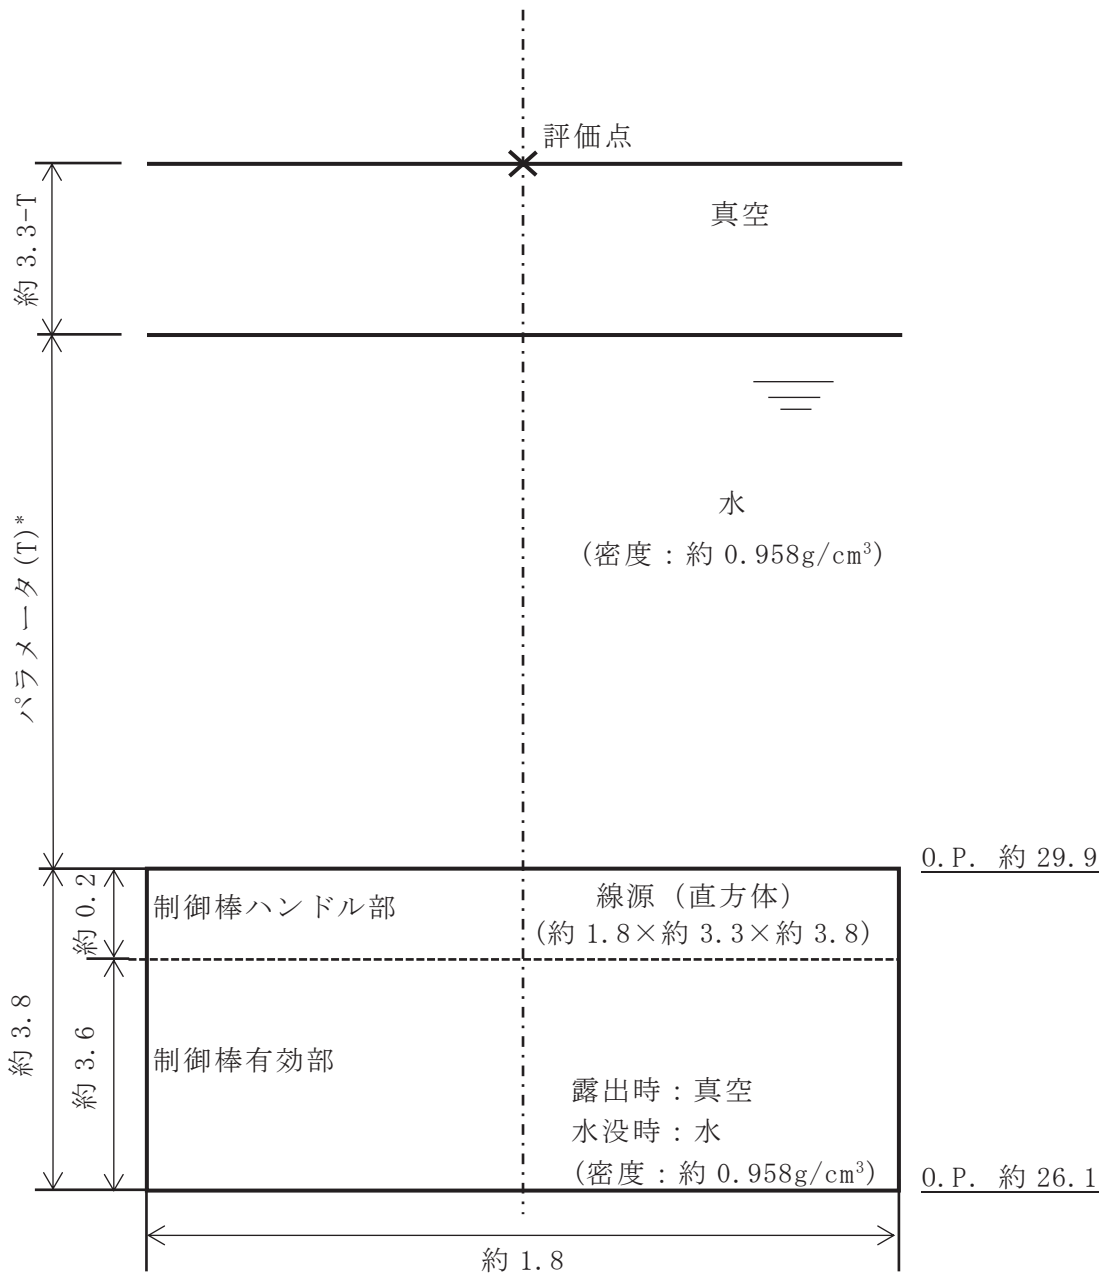 評価点
真空
約 3.3-T
水
(密度：約 0.958g/cm³)
パラメータ(T)*
O.P. 約 29.9
約 0.2
制御棒ハンドル部
線源（直方体）
(約 1.8×約 3.3×約 3.8)
約 3.8
約 3.6
制御棒有効部
露出時：真空
水没時：水
(密度：約 0.958g/cm³)
O.P. 約 26.1
約 1.8